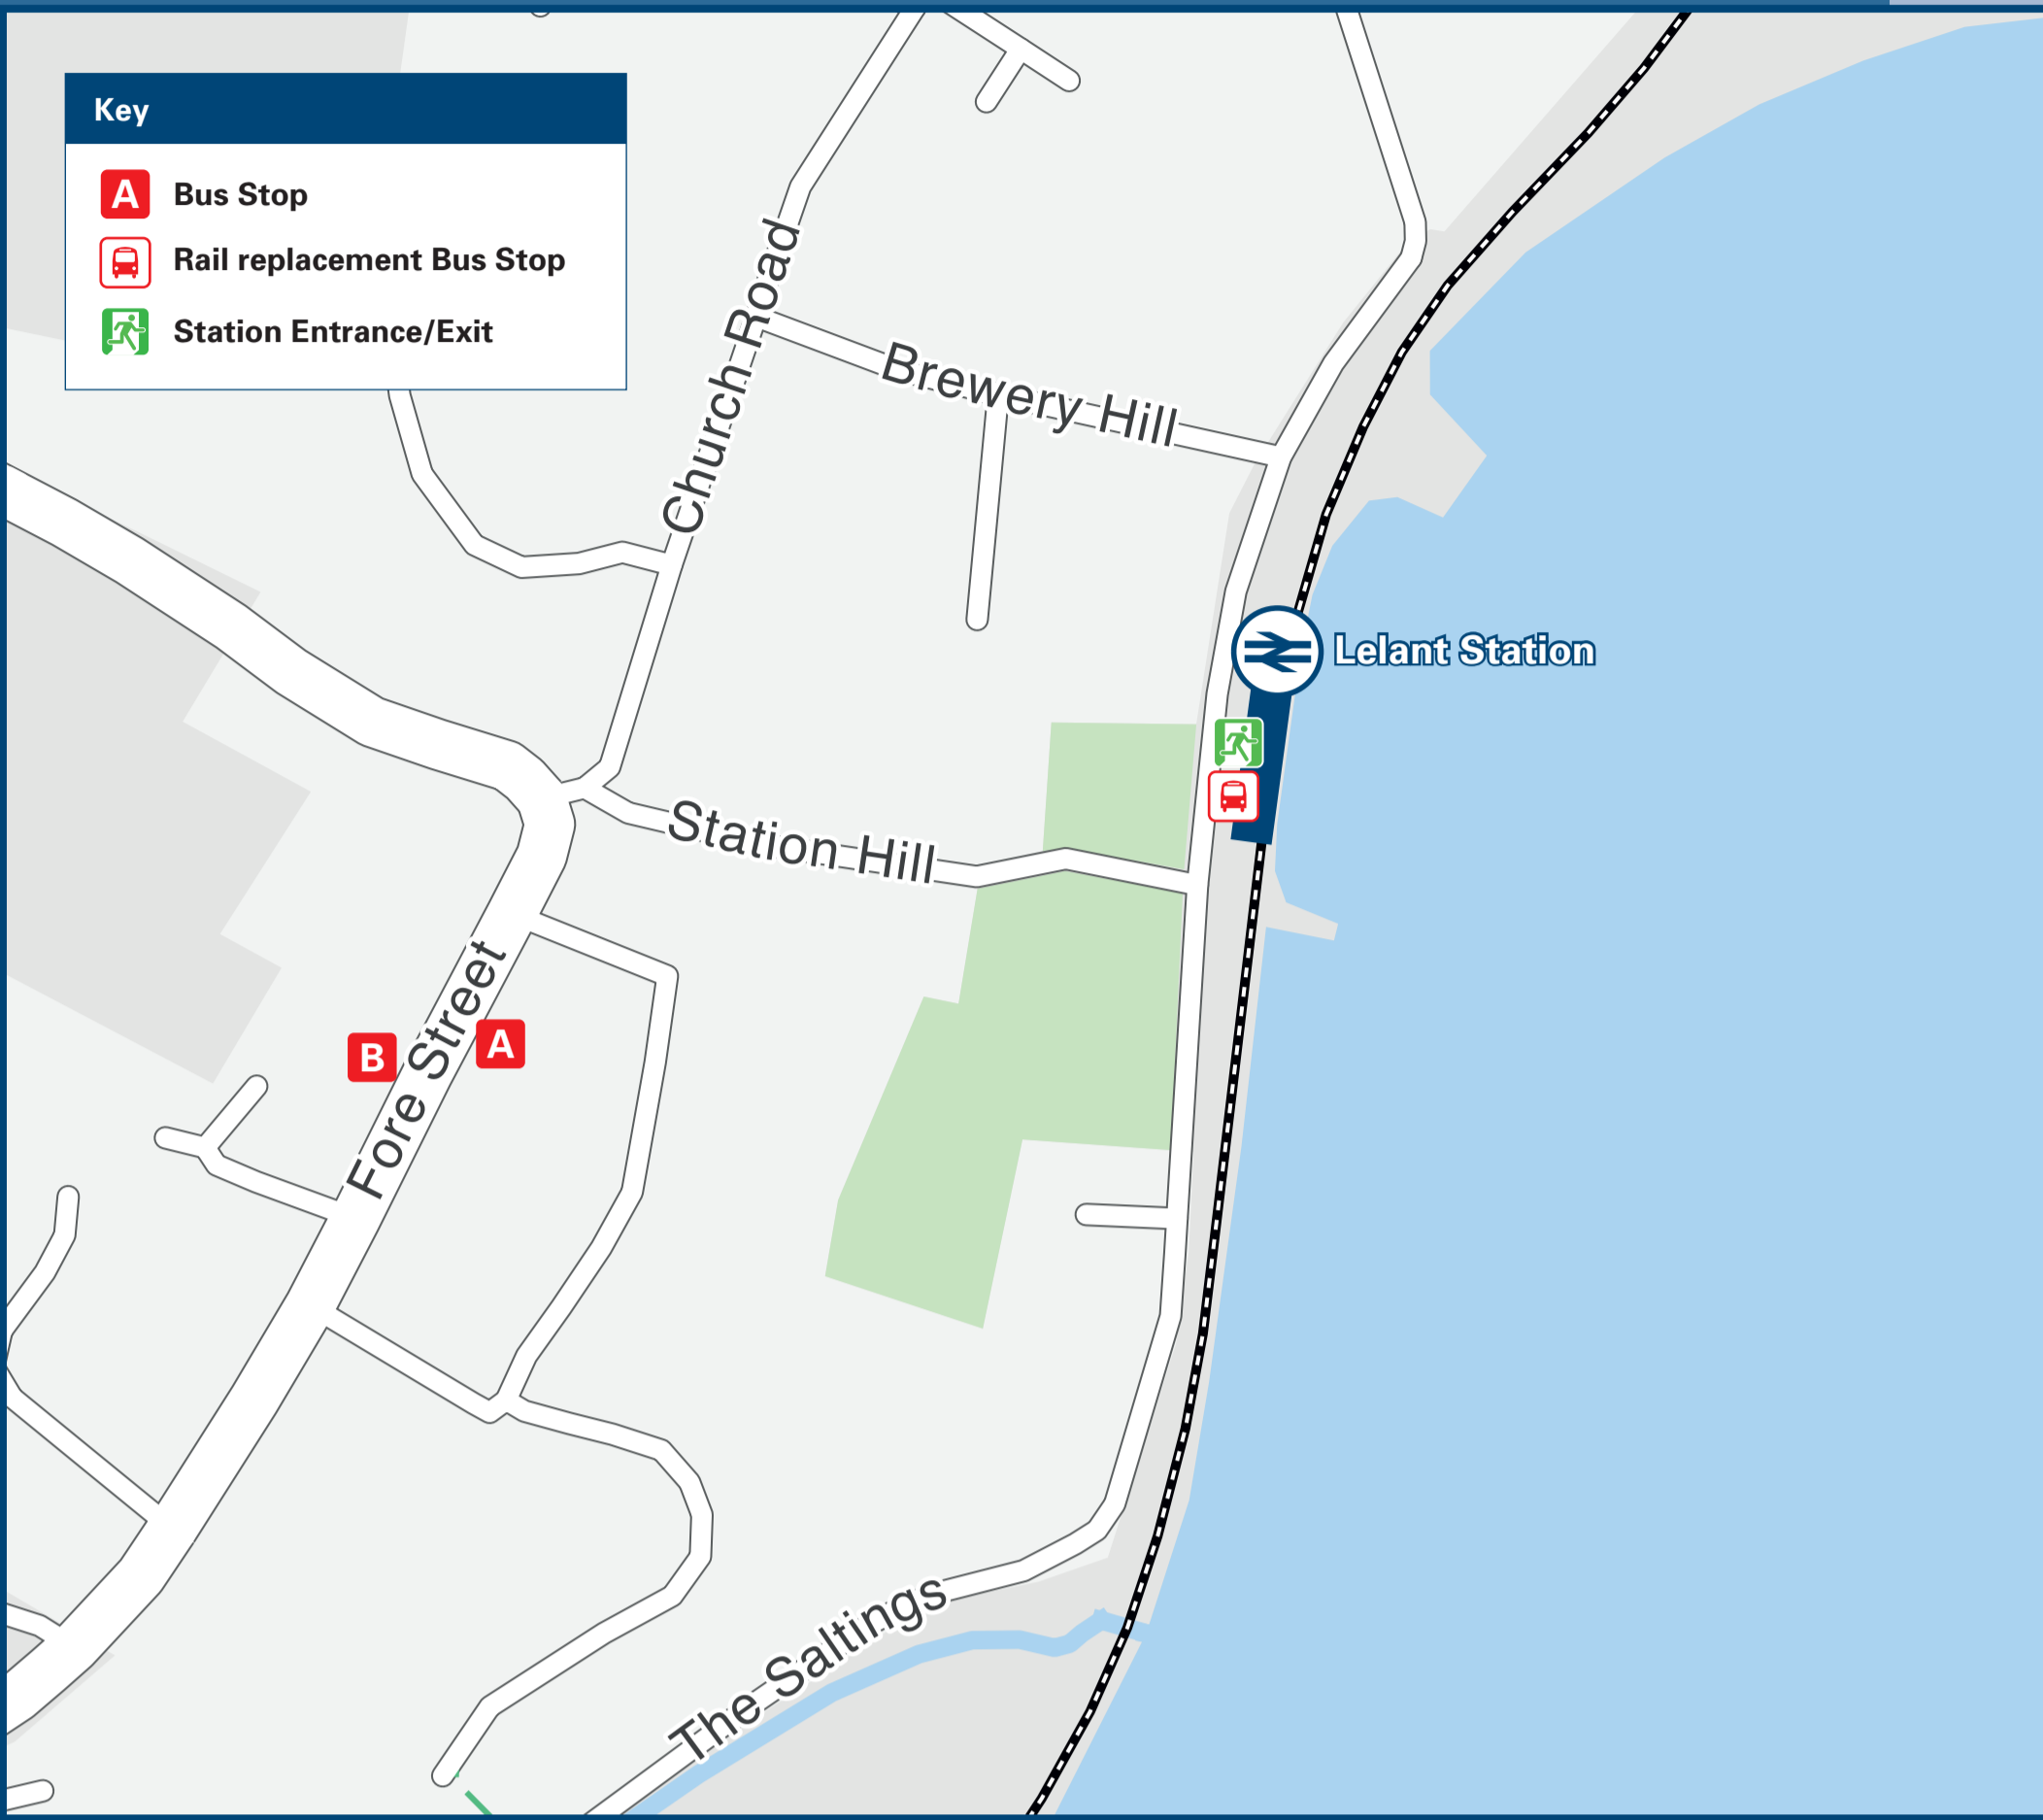 Key
A Bus Stop
Rail replacement Bus Stop
Station Entrance/Exit
Church Road
Brewery Hill
Lelant Station
Station Hill
Fore Street
B
A
The Saltings